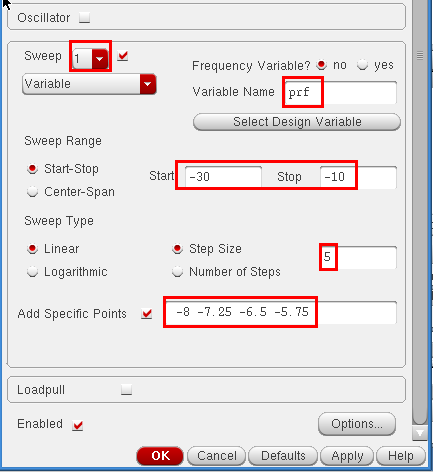 Oscillator
Sweep 1
Frequency Variable? no yes
Variable
Variable Name prf
Select Design Variable
Sweep Range
Start-Stop
Start -30 Stop -10
Center-Span
Sweep Type
Linear Step Size 5
Logarithmic Number of Steps
Add Specific Points -8 -7.25 -6.5 -5.75
Loadpull
Enabled Options...
OK Cancel Defaults Apply Help